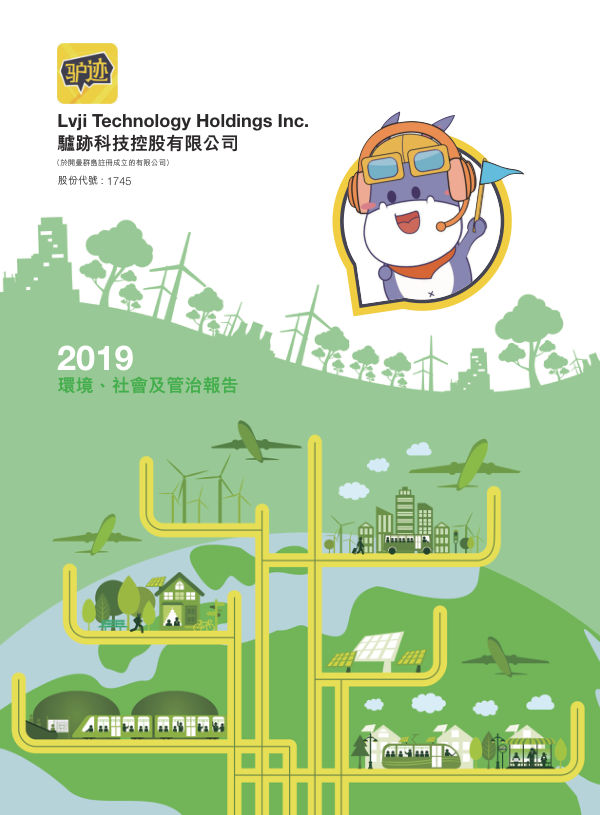 驴迹
Lvji Technology Holdings Inc.
驢跡科技控股有限公司
(於開曼群島註冊成立的有限公司)
股份代號：1745
2019
環境、社會及管治報告